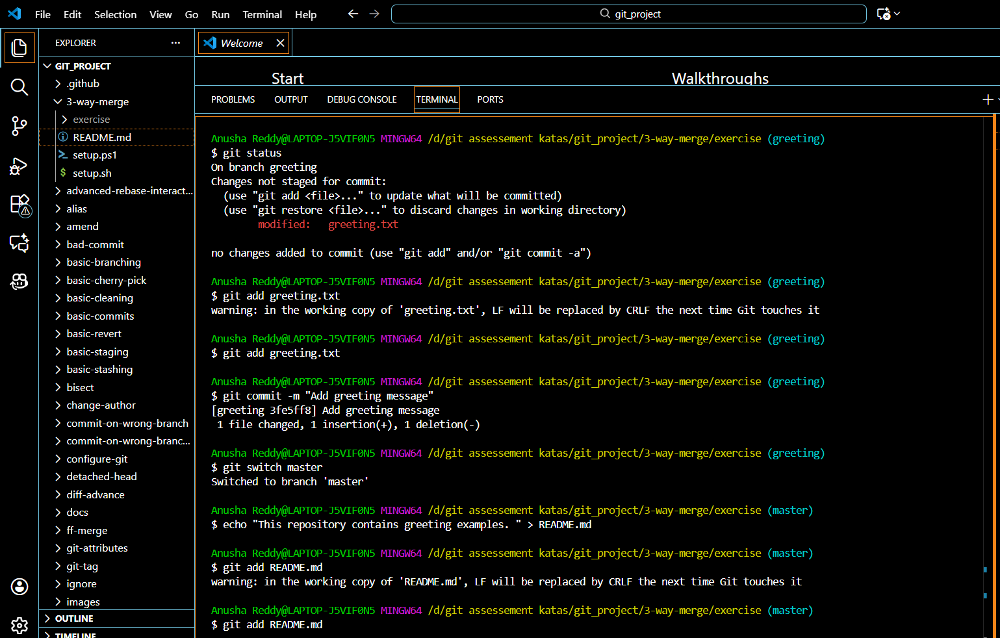 File Edit Selection View Go Run Terminal Help
git_project
EXPLORER
GIT_PROJECT
.github
3-way-merge
exercise
README.md
setup.ps1
setup.sh
advanced-rebase-interact...
alias
amend
bad-commit
basic-branching
basic-cherry-pick
basic-cleaning
basic-commits
basic-revert
basic-staging
basic-stashing
bisect
change-author
commit-on-wrong-branch
commit-on-wrong-branc...
configure-git
detached-head
diff-advance
docs
ff-merge
git-attributes
git-tag
ignore
images
OUTLINE
TIMELINE
Welcome
Start
Walkthroughs
PROBLEMS OUTPUT DEBUG CONSOLE TERMINAL PORTS
Anusha Reddy@LAPTOP-J5VIF0N5 MINGW64 /d/git assessement katas/git_project/3-way-merge/exercise (greeting)
$ git status
On branch greeting
Changes not staged for commit:
(use "git add <file>..." to update what will be committed)
(use "git restore <file>..." to discard changes in working directory)
modified: greeting.txt
no changes added to commit (use "git add" and/or "git commit -a")
Anusha Reddy@LAPTOP-J5VIF0N5 MINGW64 /d/git assessement katas/git_project/3-way-merge/exercise (greeting)
$ git add greeting.txt
warning: in the working copy of 'greeting.txt', LF will be replaced by CRLF the next time Git touches it
Anusha Reddy@LAPTOP-J5VIF0N5 MINGW64 /d/git assessement katas/git_project/3-way-merge/exercise (greeting)
$ git add greeting.txt
Anusha Reddy@LAPTOP-J5VIF0N5 MINGW64 /d/git assessement katas/git_project/3-way-merge/exercise (greeting)
$ git commit -m "Add greeting message"
[greeting 3fe5ff8] Add greeting message
1 file changed, 1 insertion(+), 1 deletion(-)
Anusha Reddy@LAPTOP-J5VIF0N5 MINGW64 /d/git assessement katas/git_project/3-way-merge/exercise (greeting)
$ git switch master
Switched to branch 'master'
Anusha Reddy@LAPTOP-J5VIF0N5 MINGW64 /d/git assessement katas/git_project/3-way-merge/exercise (master)
$ echo "This repository contains greeting examples. " > README.md
Anusha Reddy@LAPTOP-J5VIF0N5 MINGW64 /d/git assessement katas/git_project/3-way-merge/exercise (master)
$ git add README.md
warning: in the working copy of 'README.md', LF will be replaced by CRLF the next time Git touches it
Anusha Reddy@LAPTOP-J5VIF0N5 MINGW64 /d/git assessement katas/git_project/3-way-merge/exercise (master)
$ git add README.md